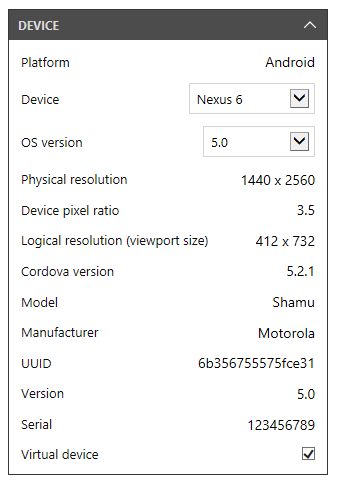 DEVICE
Platform Android
Device Nexus 6
OS version 5.0
Physical resolution 1440 x 2560
Device pixel ratio 3.5
Logical resolution (viewport size) 412 x 732
Cordova version 5.2.1
Model Shamu
Manufacturer Motorola
UUID 6b356755575fce31
Version 5.0
Serial 123456789
Virtual device